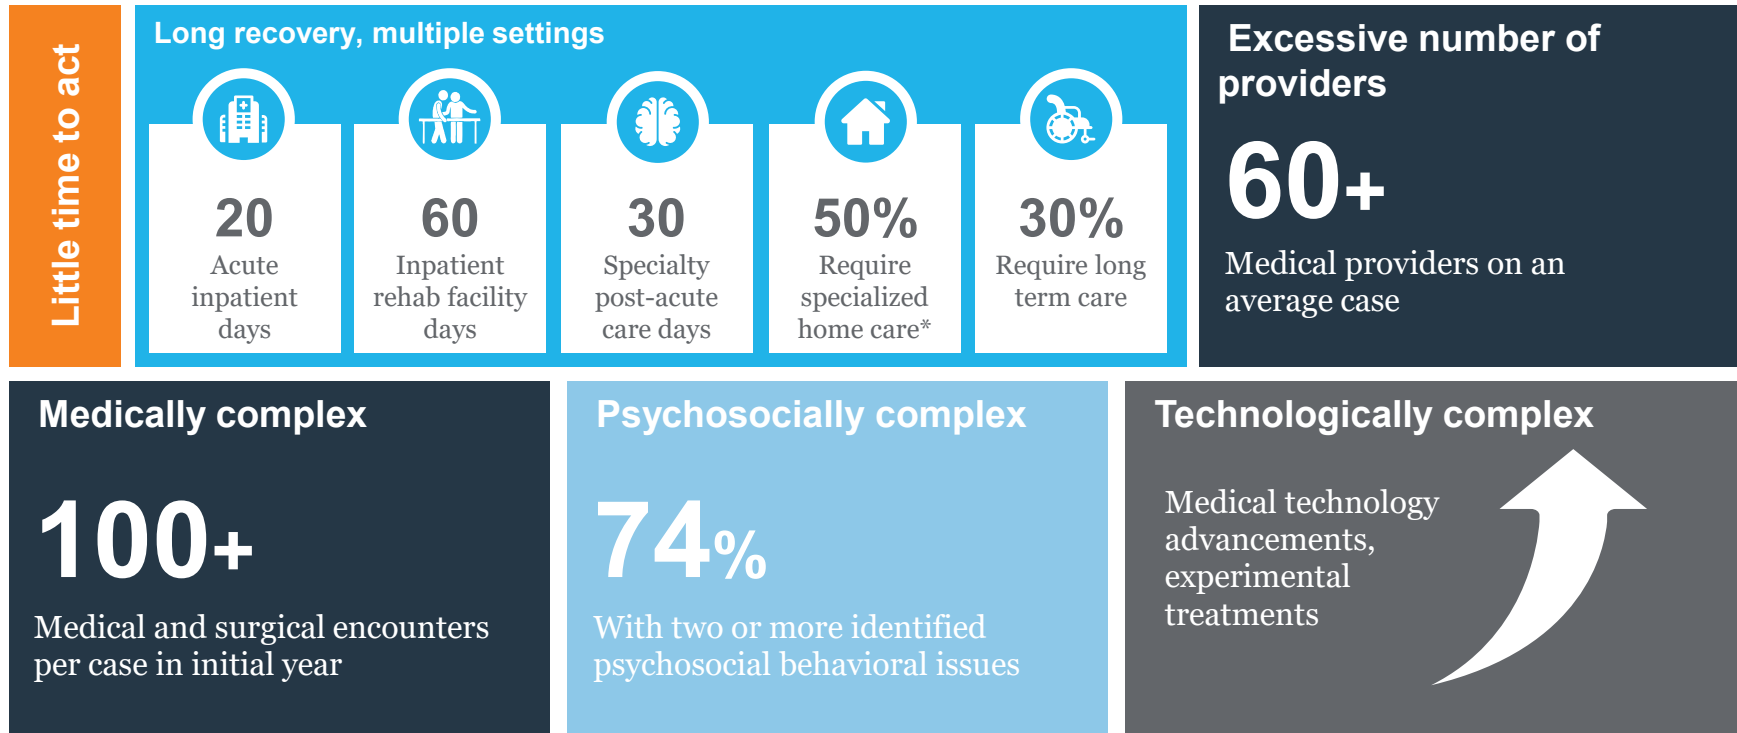 Little time to act
Long recovery, multiple settings
20
Acute
inpatient
days
60
Inpatient
rehab facility
days
30
Specialty
post-acute
care days
50%
Require
specialized
home care*
30%
Require long
term care
Excessive number of
providers
60+
Medical providers on an
average case
Medically complex
100+
Medical and surgical encounters
per case in initial year
Psychosocially complex
74%
With two or more identified
psychosocial behavioral issues
Technologically complex
Medical technology
advancements,
experimental
treatments